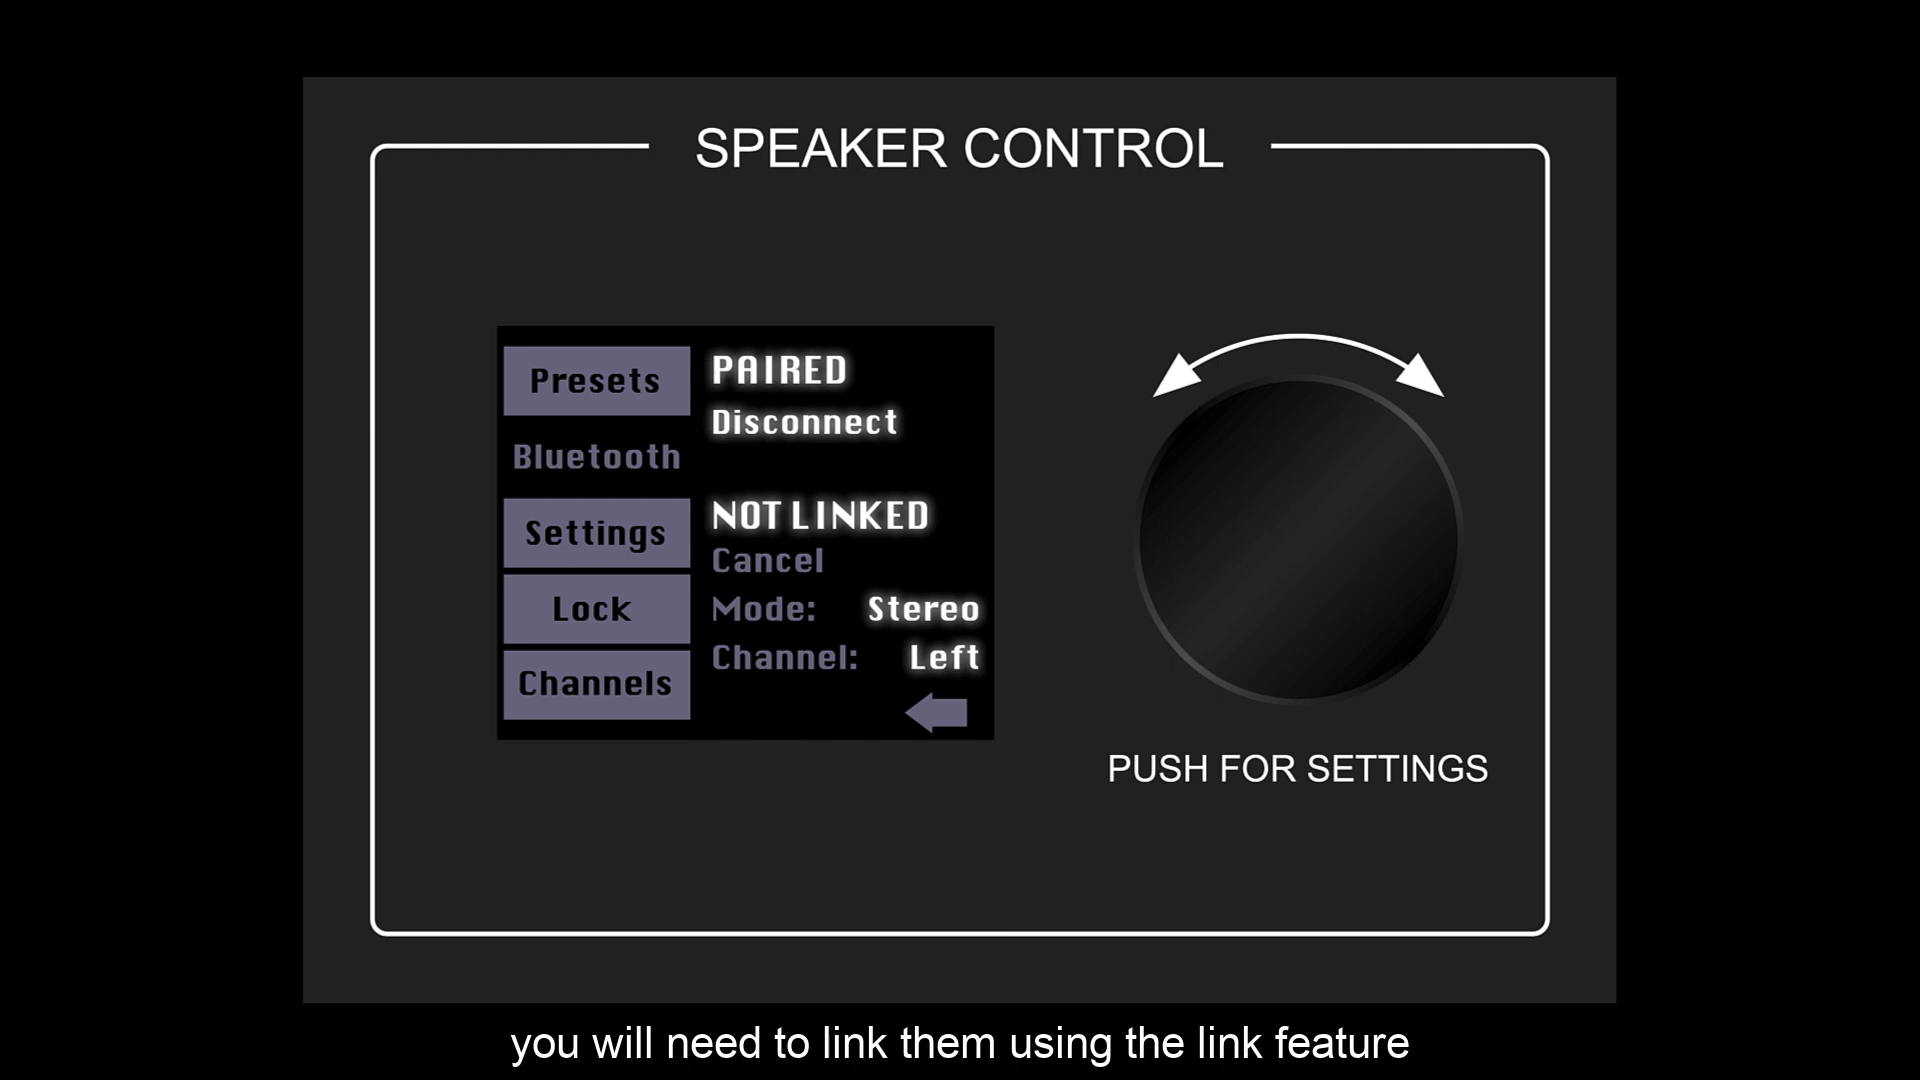 SPEAKER CONTROL
Presets
Bluetooth
Settings
Lock
Channels
PAIRED
Disconnect
NOT LINKED
Cancel
Mode: Stereo
Channel: Left
PUSH FOR SETTINGS
you will need to link them using the link feature